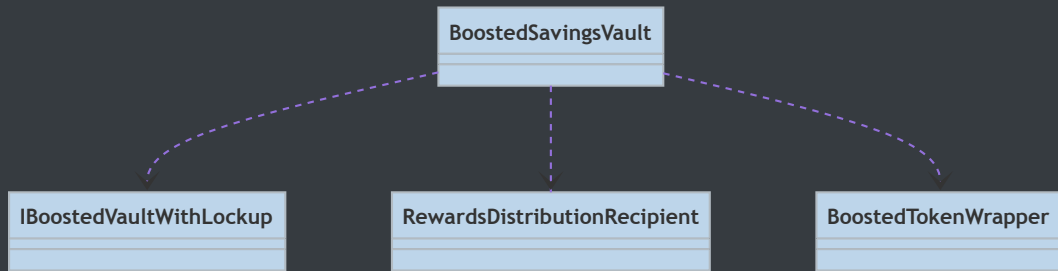 BoostedSavingsVault
IBoostedVaultWithLockup
RewardsDistributionRecipient
BoostedTokenWrapper